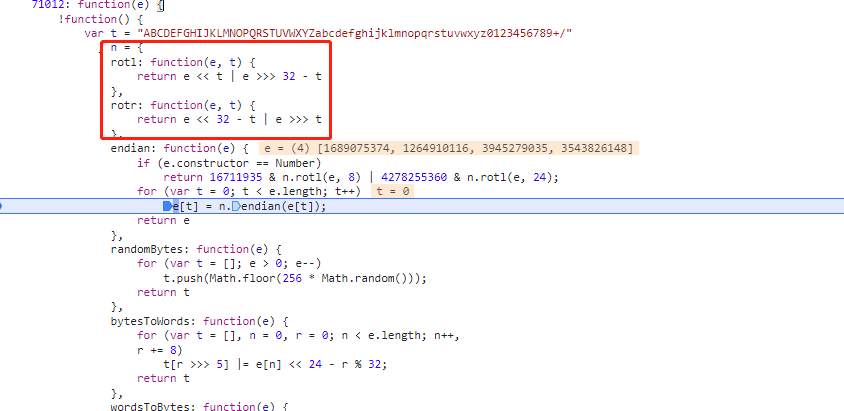 71012: function(e) {
!function() {
var t = "ABCDEFGHIJKLMNOPQRSTUVWXYZabcdefghijklmnopqrstuvwxyz0123456789+/"
, n = {
rotl: function(e, t) {
return e << t | e >>> 32 - t
},
rotr: function(e, t) {
return e << 32 - t | e >>> t
},
endian: function(e) { e = (4) [1689075374, 1264910116, 3945279035, 3543826148]
if (e.constructor == Number)
return 16711935 & n.rotl(e, 8) | 4278255360 & n.rotl(e, 24);
for (var t = 0; t < e.length; t++) t = 0
e[t] = n.endian(e[t]);
return e
},
randomBytes: function(e) {
for (var t = []; e > 0; e--)
t.push(Math.floor(256 * Math.random()));
return t
},
bytesToWords: function(e) {
for (var t = [], n = 0, r = 0; n < e.length; n++,
r += 8)
t[r >>> 5] |= e[n] << 24 - r % 32;
return t
},
wordsToBytes: function(e) {